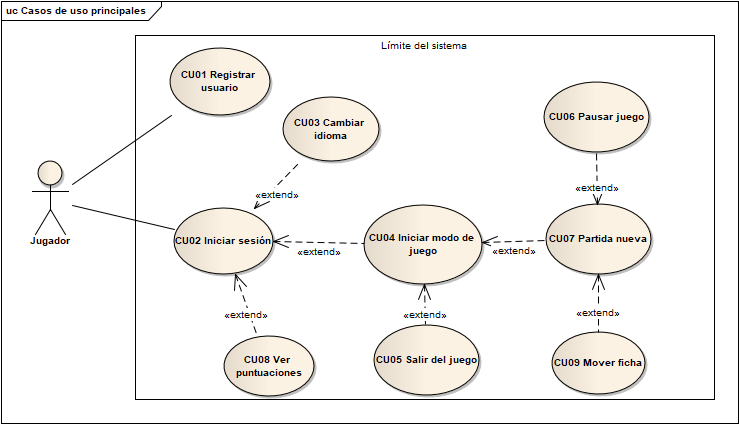 uc Casos de uso principales
Límite del sistema
CU01 Registrar
usuario
CU03 Cambiar
idioma
CU06 Pausar juego
«extend»
«extend»
Jugador
CU02 Iniciar sesión
«extend»
CU04 Iniciar modo de
juego
«extend»
CU07 Partida nueva
«extend»
«extend»
«extend»
CU08 Ver
puntuaciones
CU05 Salir del juego
CU09 Mover ficha